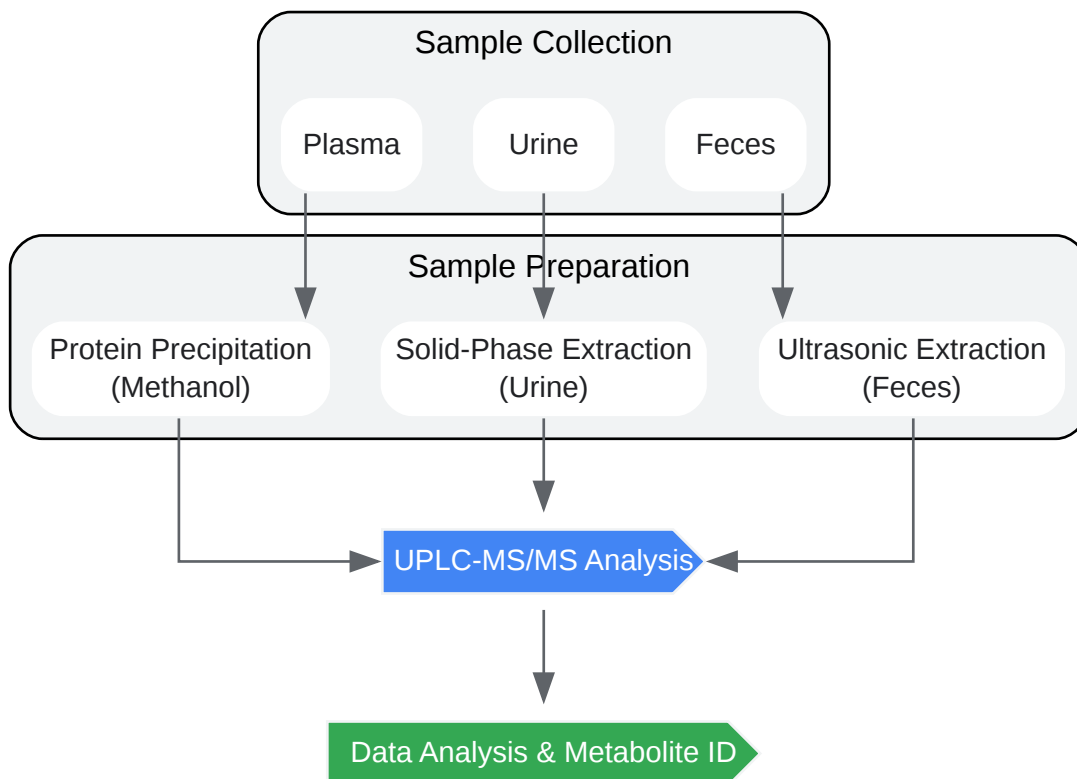 Sample Collection
Plasma
Urine
Feces
Sample Preparation
Protein Precipitation
(Methanol)
Solid-Phase Extraction
(Urine)
Ultrasonic Extraction
(Feces)
UPLC-MS/MS Analysis
Data Analysis & Metabolite ID